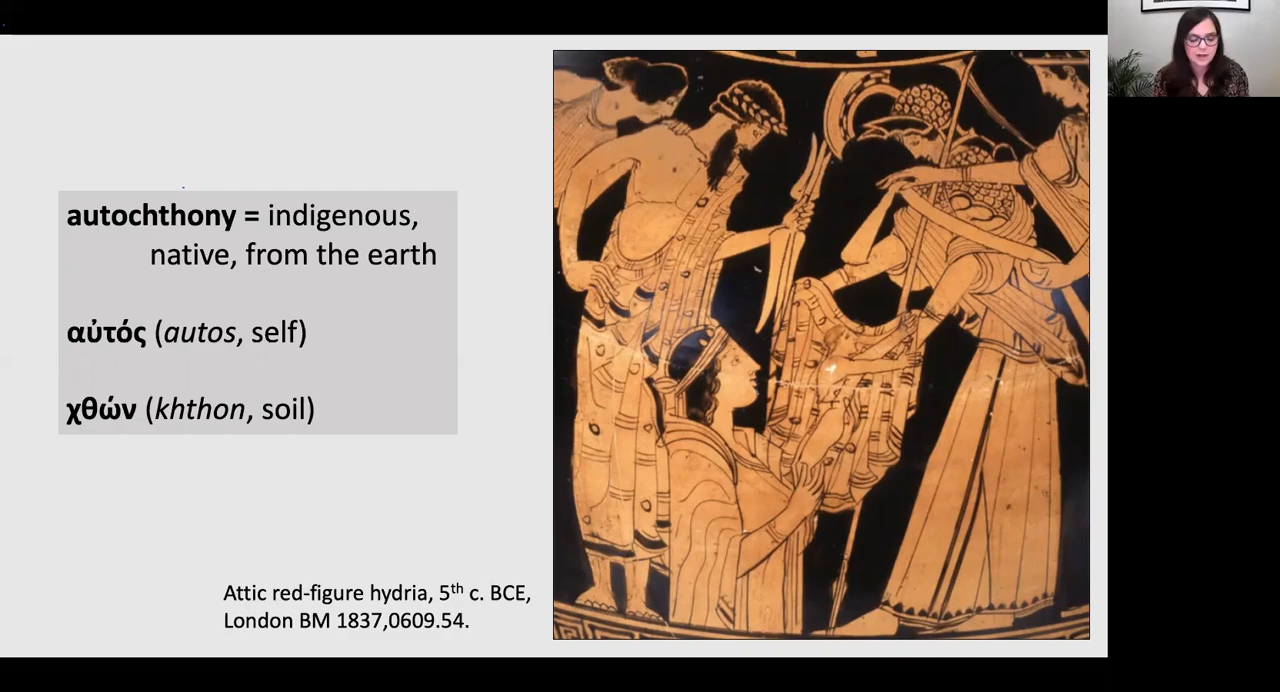 autochthony = indigenous,
native, from the earth
αὐτός (autos, self)
χθών (khthon, soil)
Attic red-figure hydria, 5th c. BCE,
London BM 1837,0609.54.